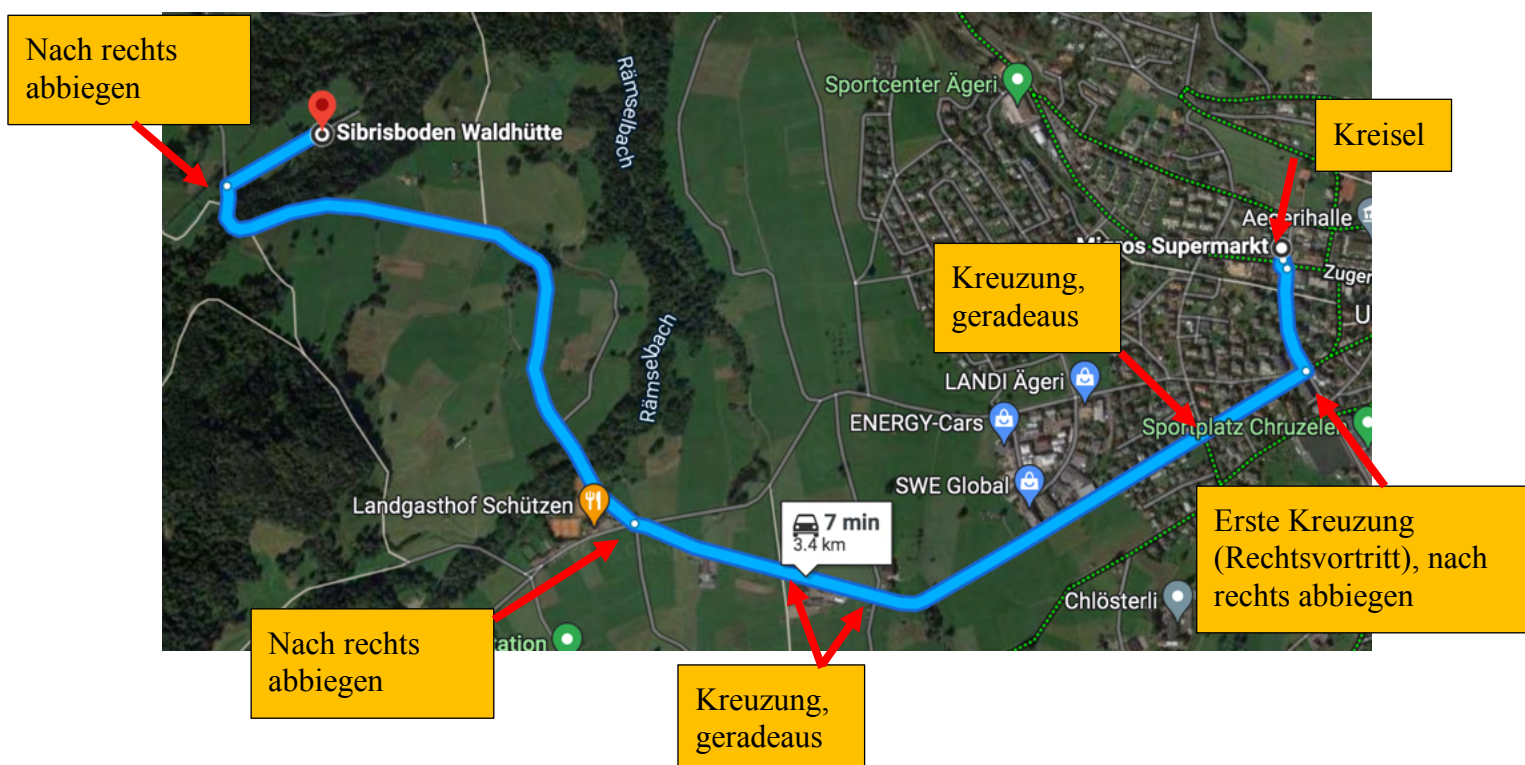 Nach rechts
abbiegen
Sibrisboden Waldhütte
Rämselbach
Sportcenter Ägeri
Kreisel
Aegerihalle
Migros Supermarkt
Zuger
U
Kreuzung,
geradeaus
Rämselbach
LANDI Ägeri
ENERGY-Cars
Sportplatz Chruzelen
SWE Global
Landgasthof Schützen
7 min
3.4 km
Erste Kreuzung
(Rechtsvortritt), nach
rechts abbiegen
Chlösterli
Nach rechts
abbiegen
tation
Kreuzung,
geradeaus